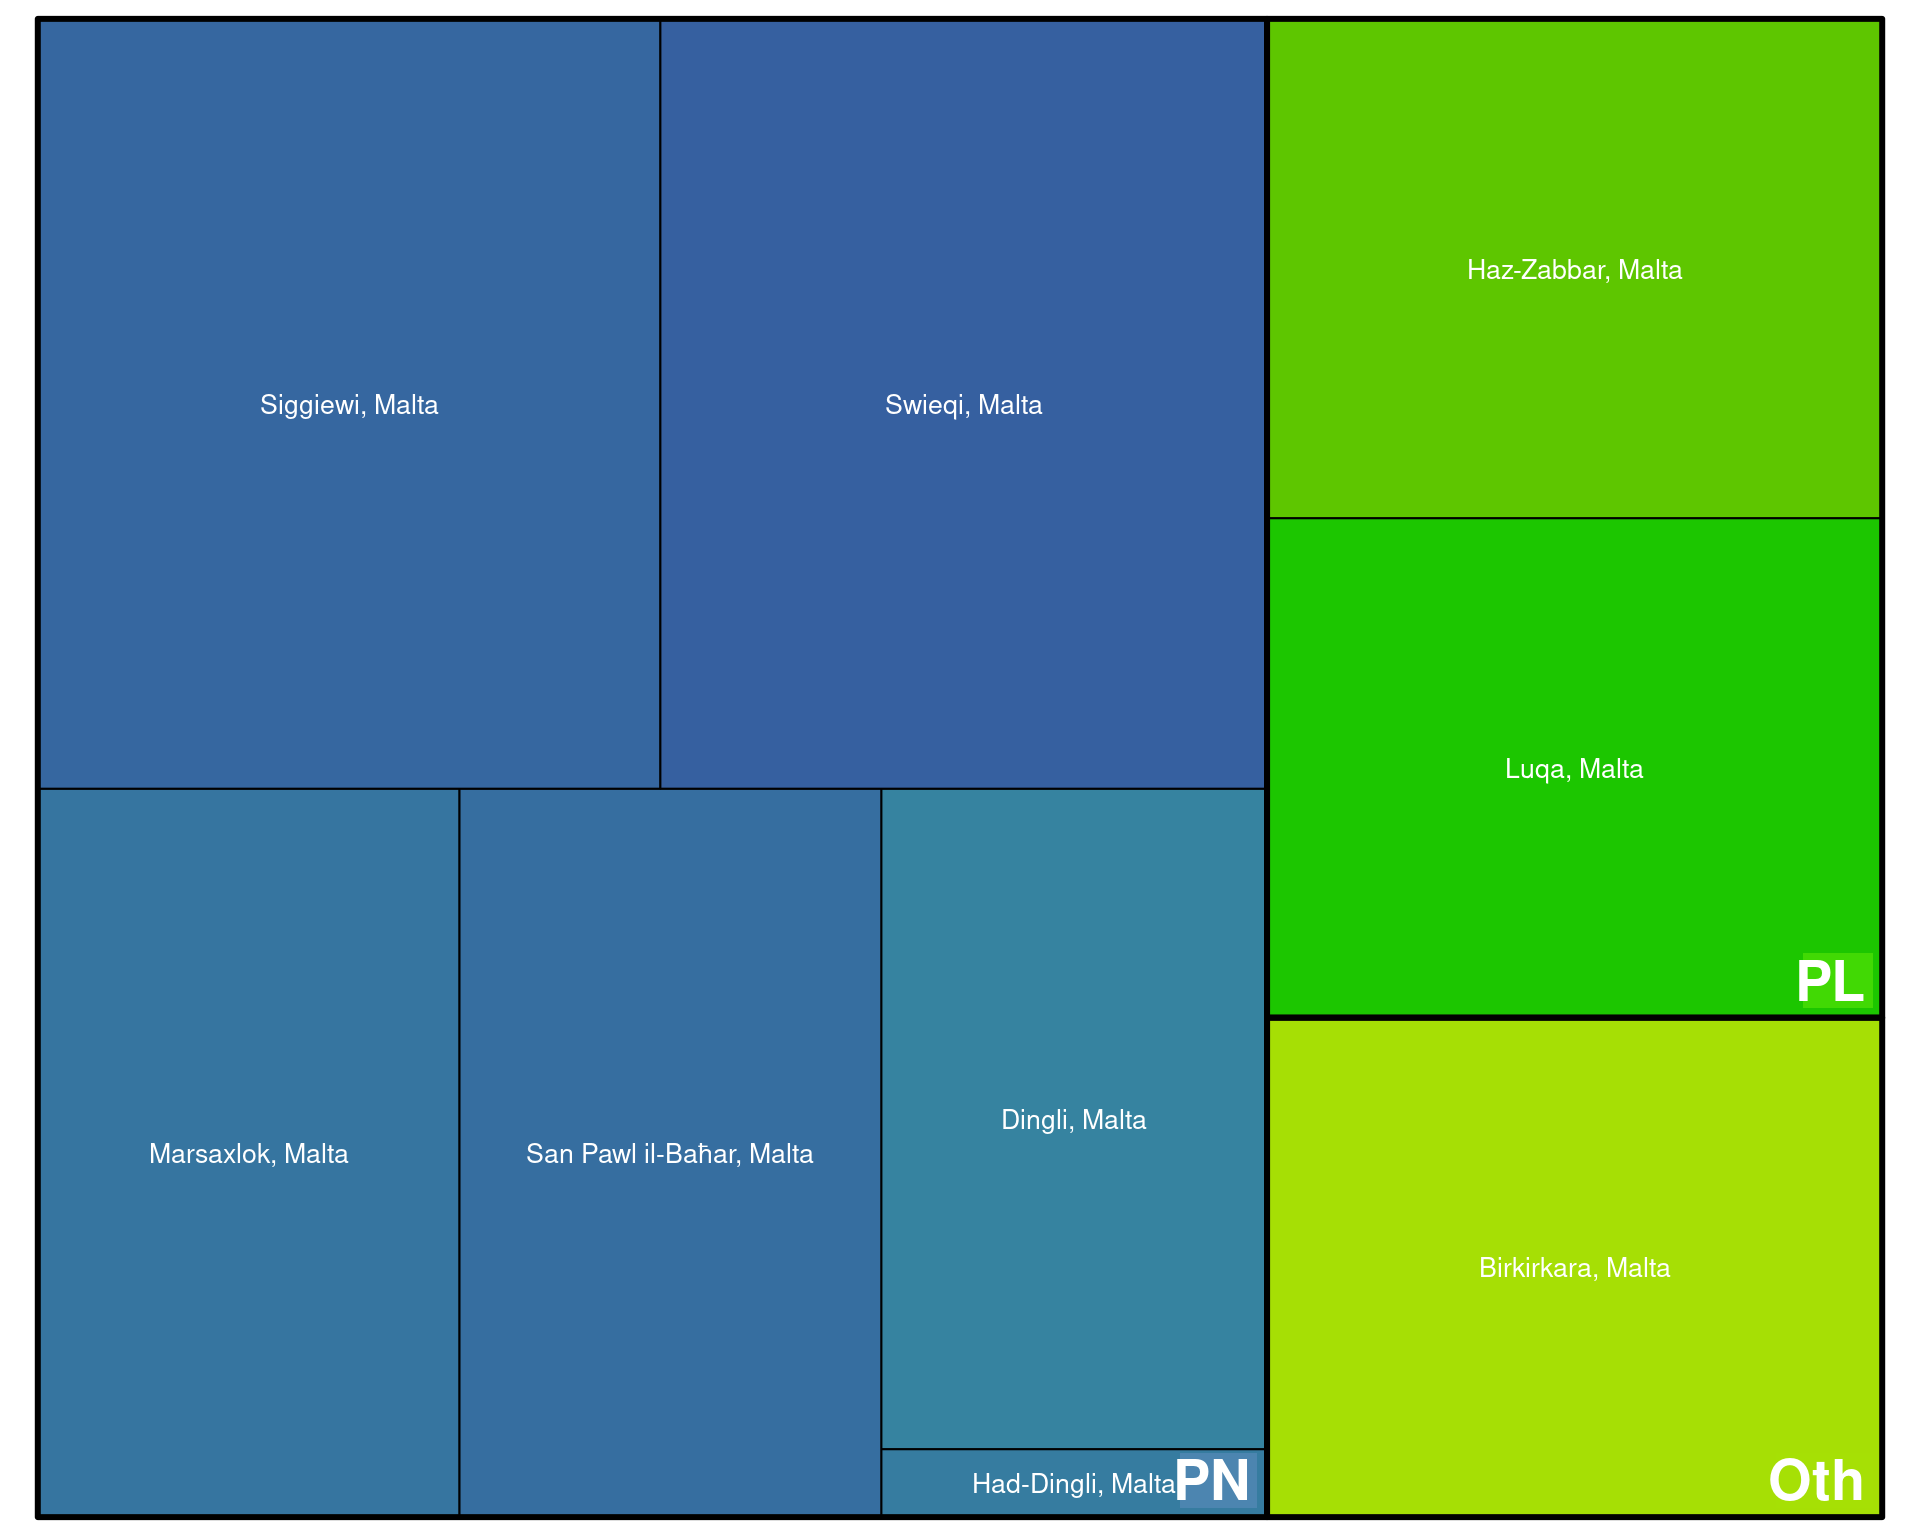 Siggiewi, Malta
Swieqi, Malta
Haz-Zabbar, Malta
Luqa, Malta
PL
Marsaxlok, Malta
San Pawl il-Baħar, Malta
Dingli, Malta
Had-Dingli, Malta
PN
Birkirkara, Malta
Oth